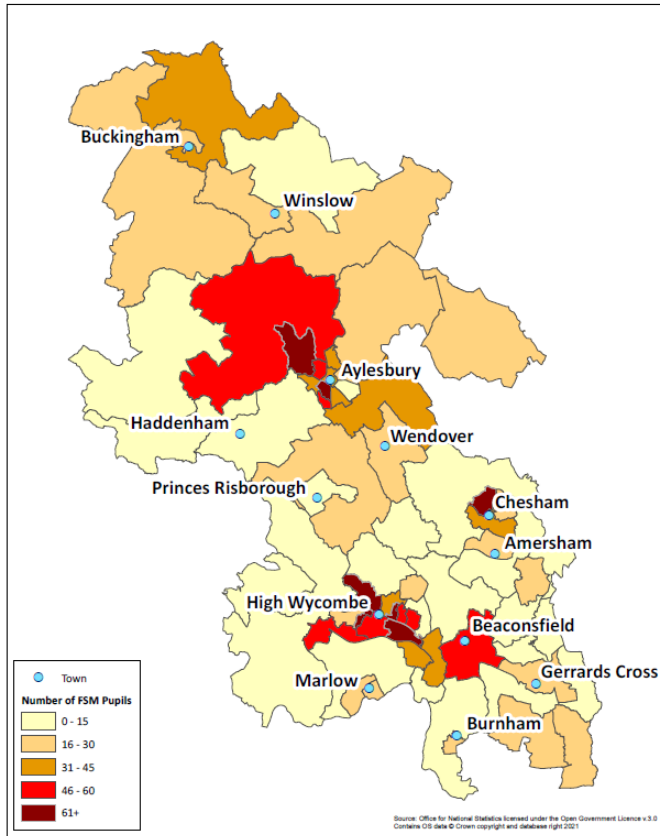 Buckingham
Winslow
Aylesbury
Haddenham
Wendover
Princes Risborough
Chesham
Amersham
High Wycombe
Beaconsfield
Gerrards Cross
Marlow
Burnham
Town
Number of FSM Pupils
0 - 15
16 - 30
31 - 45
46 - 60
61+
Source: Office for National Statistics licensed under the Open Government Licence v.3.0
Contains OS data © Crown copyright and database right 2021